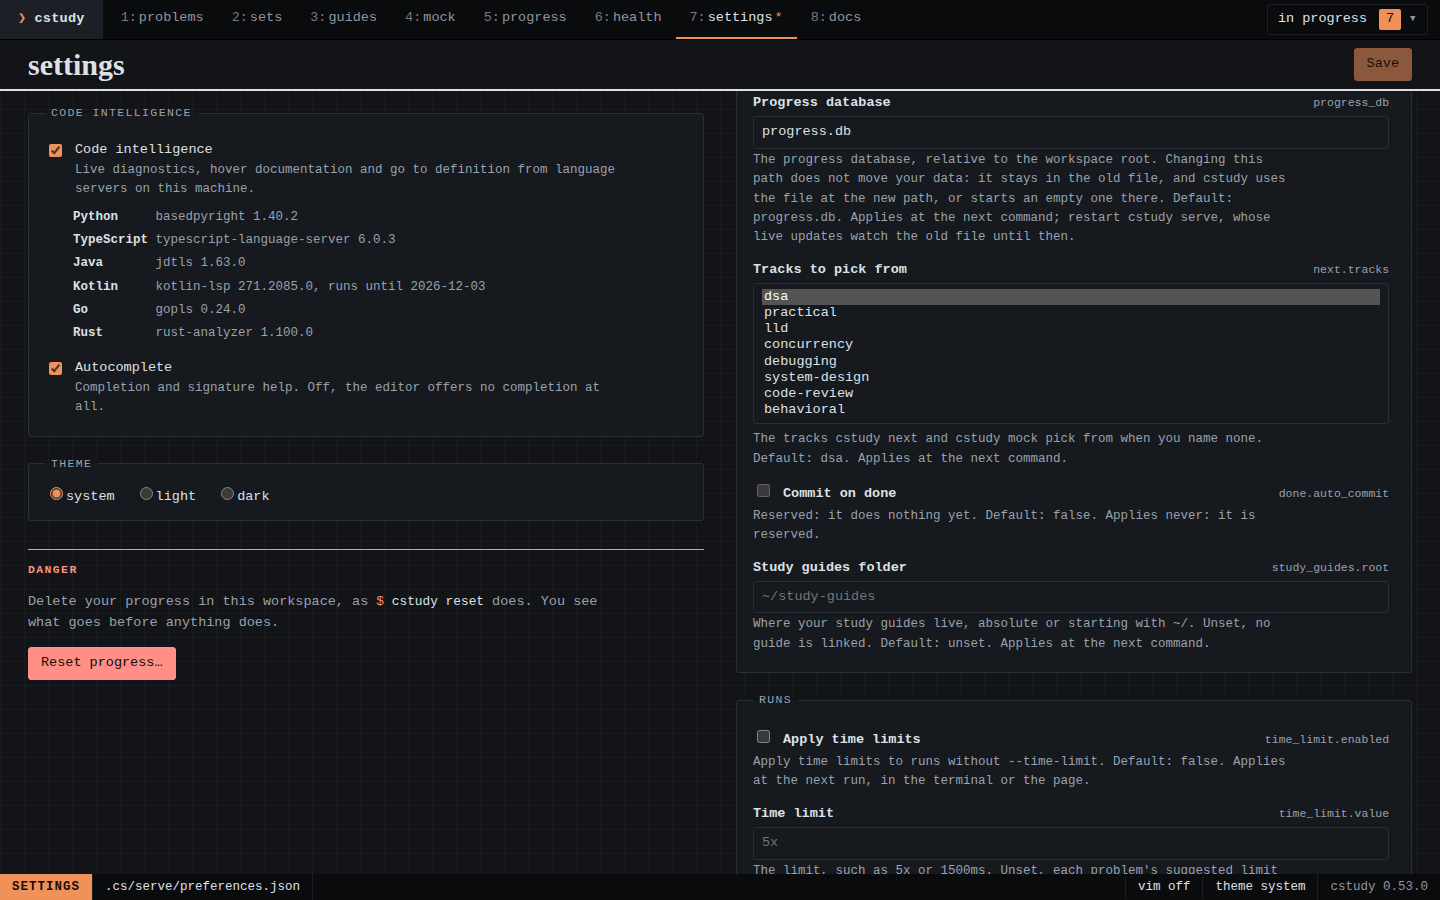 ❯ cstudy 1:problems 2:sets 3:guides 4:mock 5:progress 6:health 7:settings* 8:docs in progress 7 ▾
settings Save
CODE INTELLIGENCE
Code intelligence
Live diagnostics, hover documentation and go to definition from language
servers on this machine.
Python basedpyright 1.40.2
TypeScript typescript-language-server 6.0.3
Java jdtls 1.63.0
Kotlin kotlin-lsp 271.2085.0, runs until 2026-12-03
Go gopls 0.24.0
Rust rust-analyzer 1.100.0
Autocomplete
Completion and signature help. Off, the editor offers no completion at
all.
THEME
system light dark
DANGER
Delete your progress in this workspace, as $ cstudy reset does. You see
what goes before anything does.
Reset progress…
Progress database progress_db
progress.db
The progress database, relative to the workspace root. Changing this
path does not move your data: it stays in the old file, and cstudy uses
the file at the new path, or starts an empty one there. Default:
progress.db. Applies at the next command; restart cstudy serve, whose
live updates watch the old file until then.
Tracks to pick from next.tracks
dsa
practical
lld
concurrency
debugging
system-design
code-review
behavioral
The tracks cstudy next and cstudy mock pick from when you name none.
Default: dsa. Applies at the next command.
Commit on done done.auto_commit
Reserved: it does nothing yet. Default: false. Applies never: it is
reserved.
Study guides folder study_guides.root
~/study-guides
Where your study guides live, absolute or starting with ~/. Unset, no
guide is linked. Default: unset. Applies at the next command.
RUNS
Apply time limits time_limit.enabled
Apply time limits to runs without --time-limit. Default: false. Applies
at the next run, in the terminal or the page.
Time limit time_limit.value
5x
The limit, such as 5x or 1500ms. Unset, each problem's suggested limit
SETTINGS .cs/serve/preferences.json vim off theme system cstudy 0.53.0